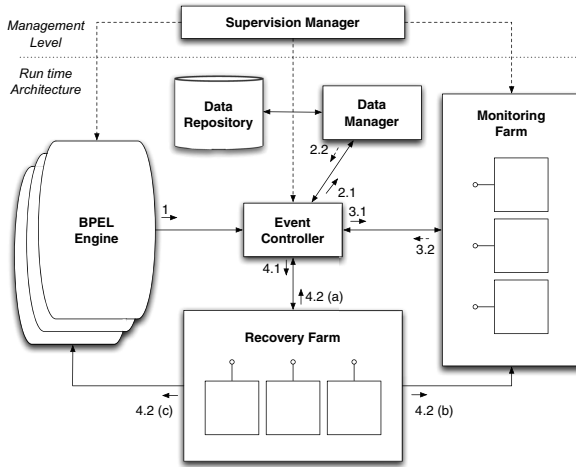 Management
Level
Supervision Manager
Run time
Architecture
Data
Repository
Data
Manager
Monitoring
Farm
2.2
2.1
BPEL
Engine
1
Event
Controller
3.1
3.2
4.1
4.2 (a)
Recovery Farm
4.2 (c)
4.2 (b)